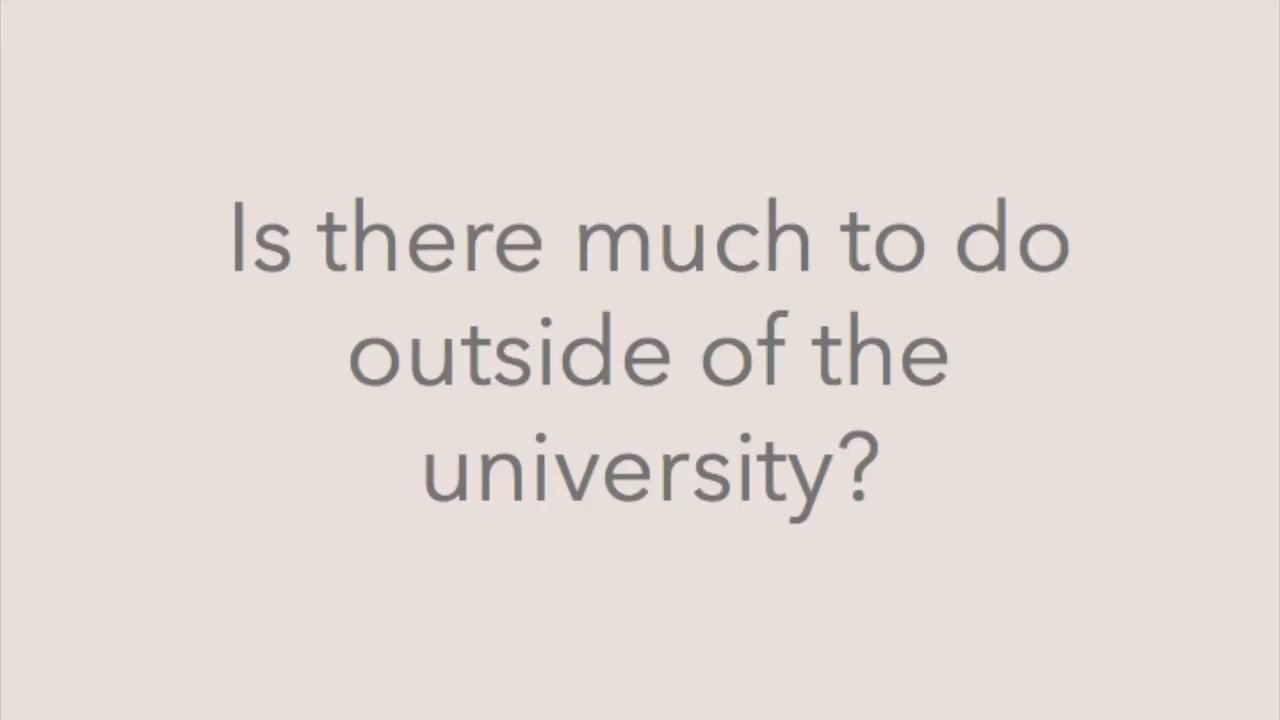 Is there much to do
outside of the
university?